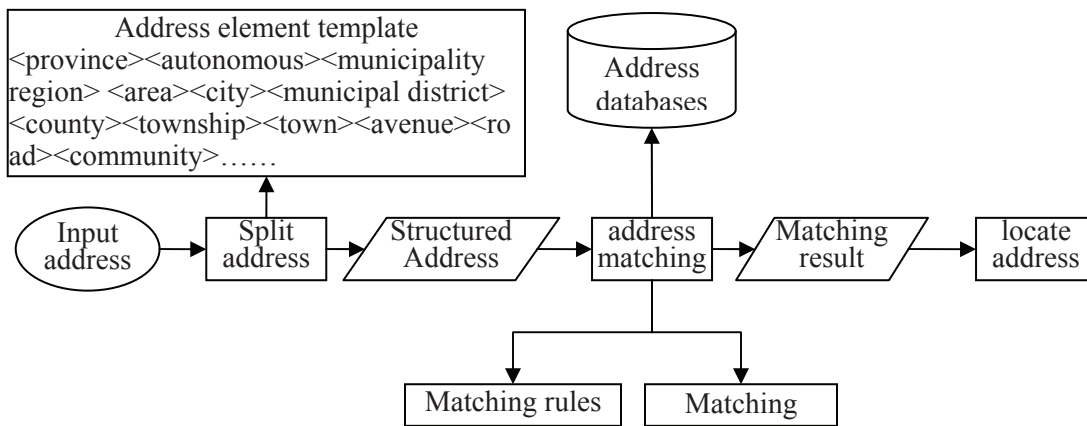 Address element template
<province><autonomous><municipality
region> <area><city><municipal district>
<county><township><town><avenue><ro
ad><community>……
Address
databases
Input
address
Split
address
Structured
Address
address
matching
Matching
result
locate
address
Matching rules
Matching